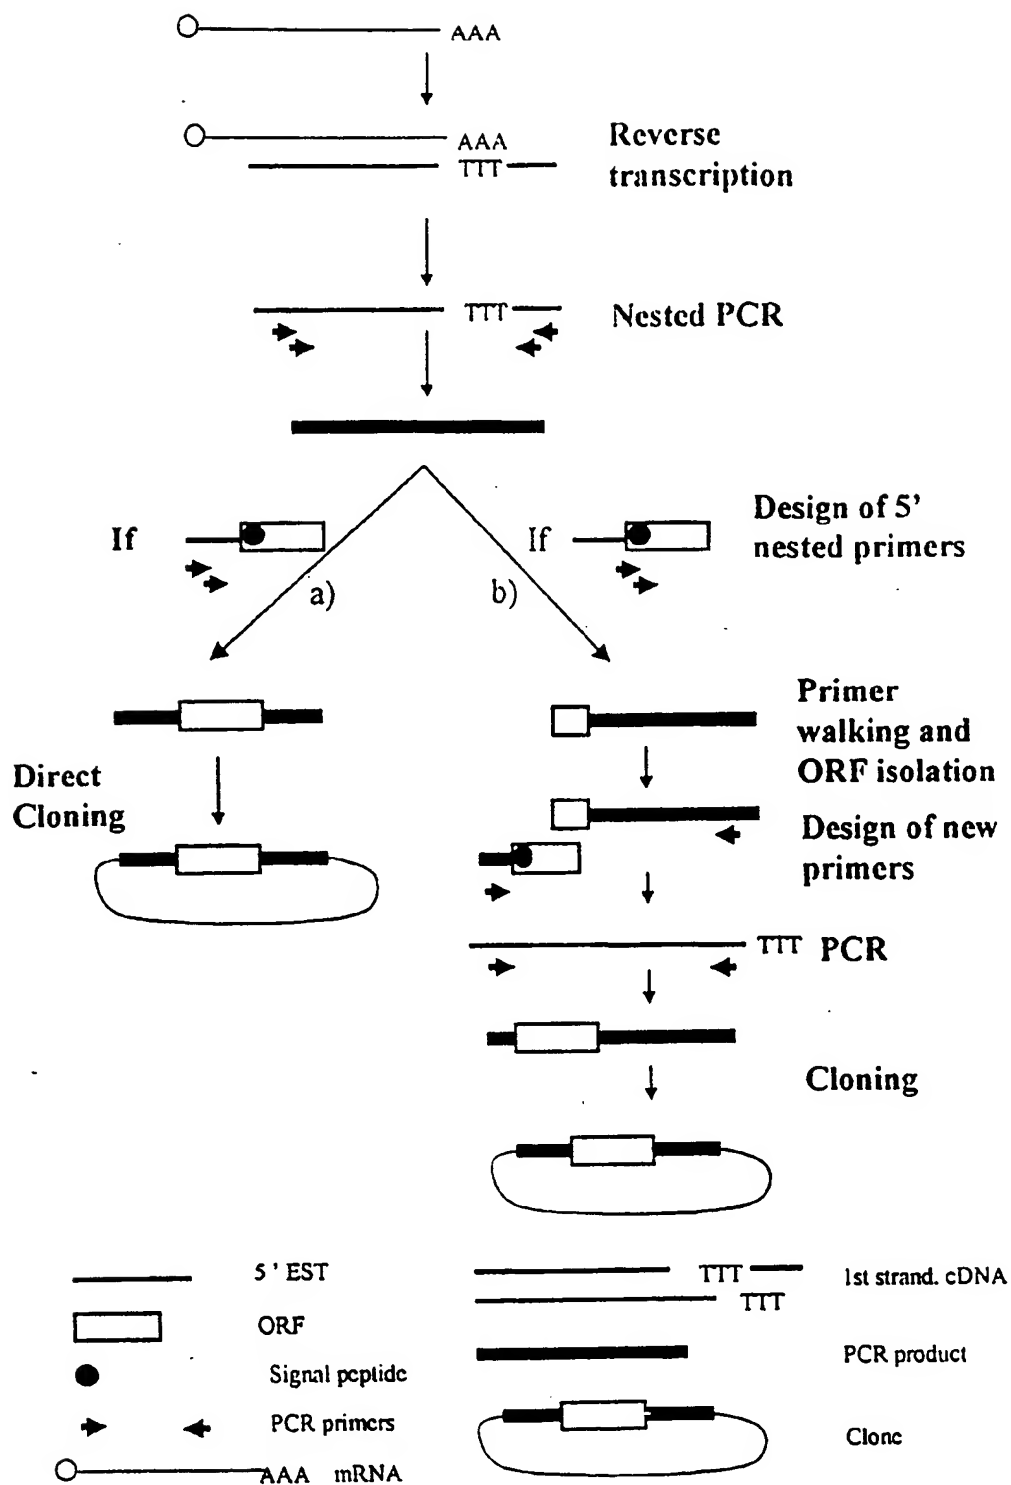 AAA
AAA
TTT
Reverse
transcription
TTT
Nested PCR
If
If
Design of 5'
nested primers
a)
b)
Primer
walking and
ORF isolation
Direct
Cloning
Design of new
primers
TTT
PCR
Cloning
5' EST
TTT
1st strand. cDNA
TTT
ORF
Signal peptide
PCR product
PCR primers
Clone
AAA mRNA